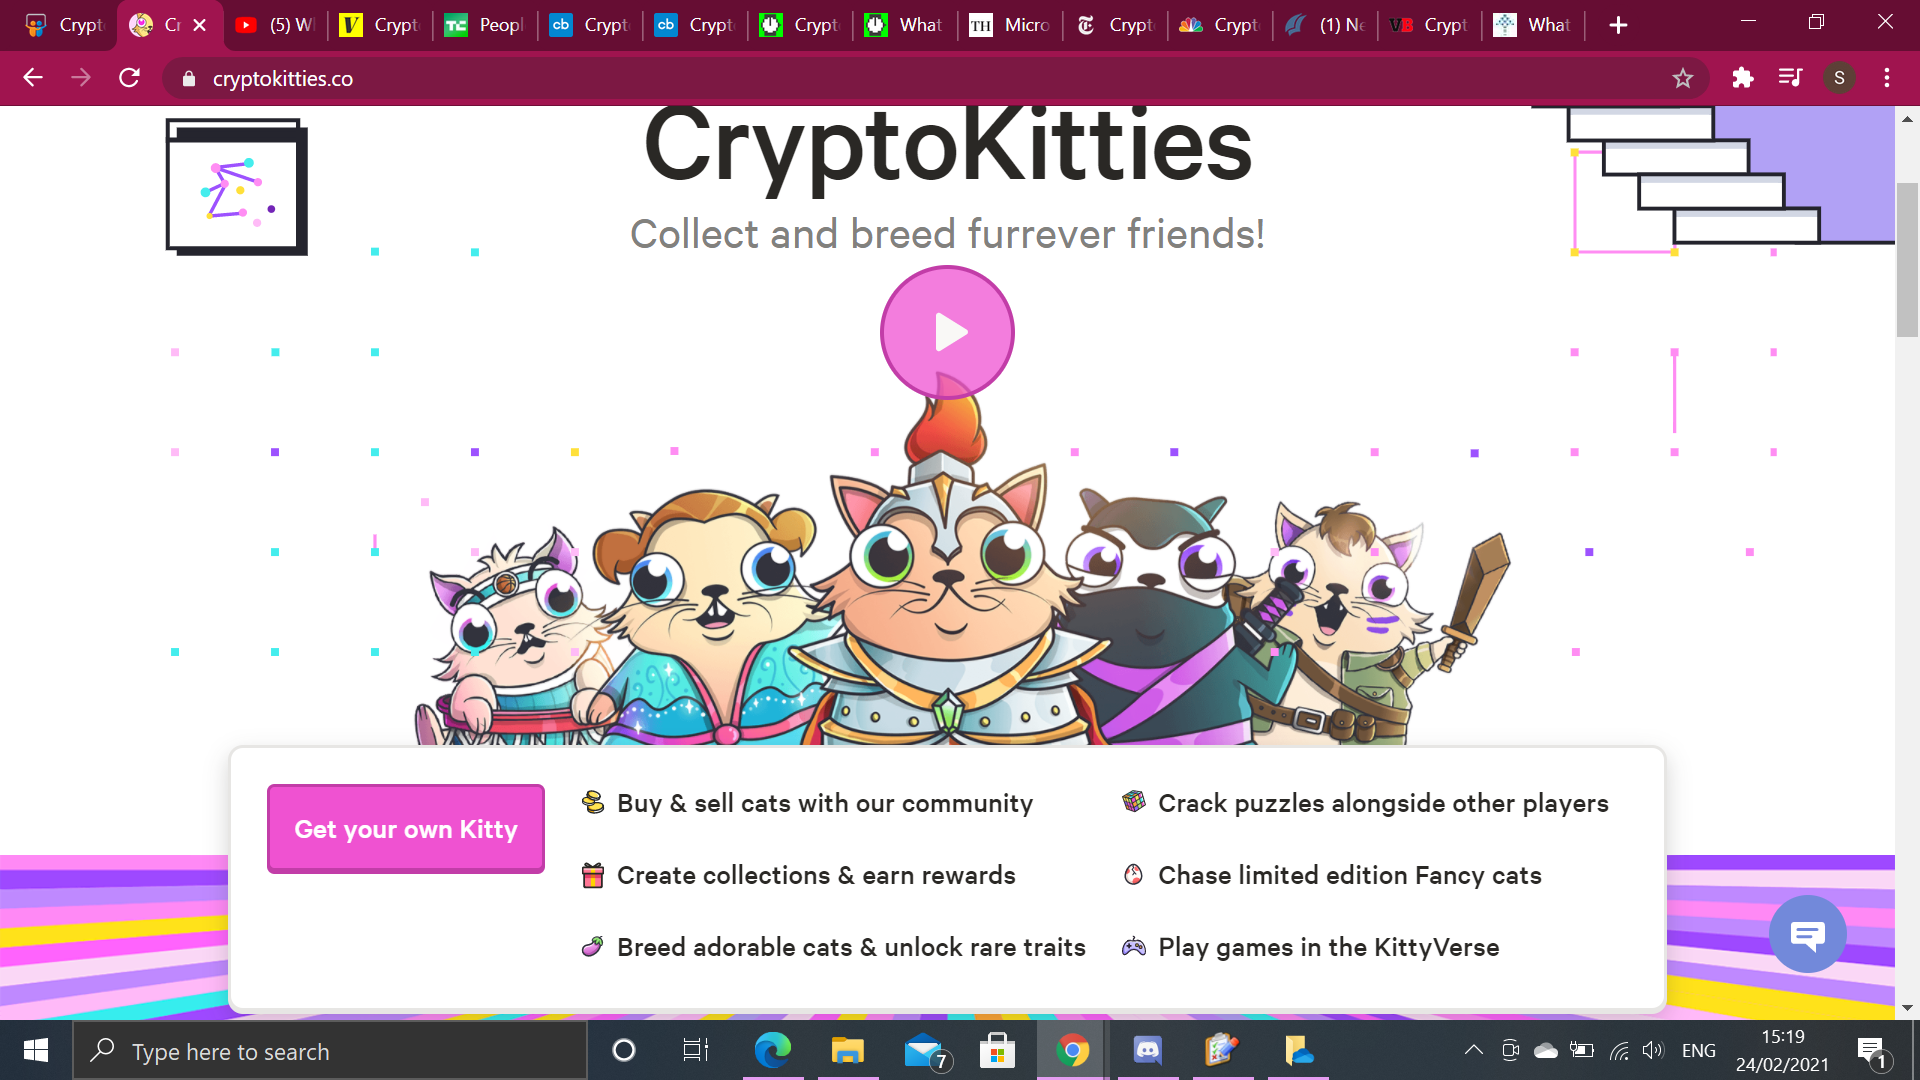 Crypt
Cr
(5) W
Crypt
Peopl
Crypt
Crypt
Crypt
What
Micro
Crypt
Crypt
(1) Ne
Crypt
What
cryptokitties.co
S
CryptoKitties
Collect and breed furrever friends!
Get your own Kitty
Buy & sell cats with our community
Crack puzzles alongside other players
Create collections & earn rewards
Chase limited edition Fancy cats
Breed adorable cats & unlock rare traits
Play games in the KittyVerse
Type here to search
7
ENG
15:19
24/02/2021
1